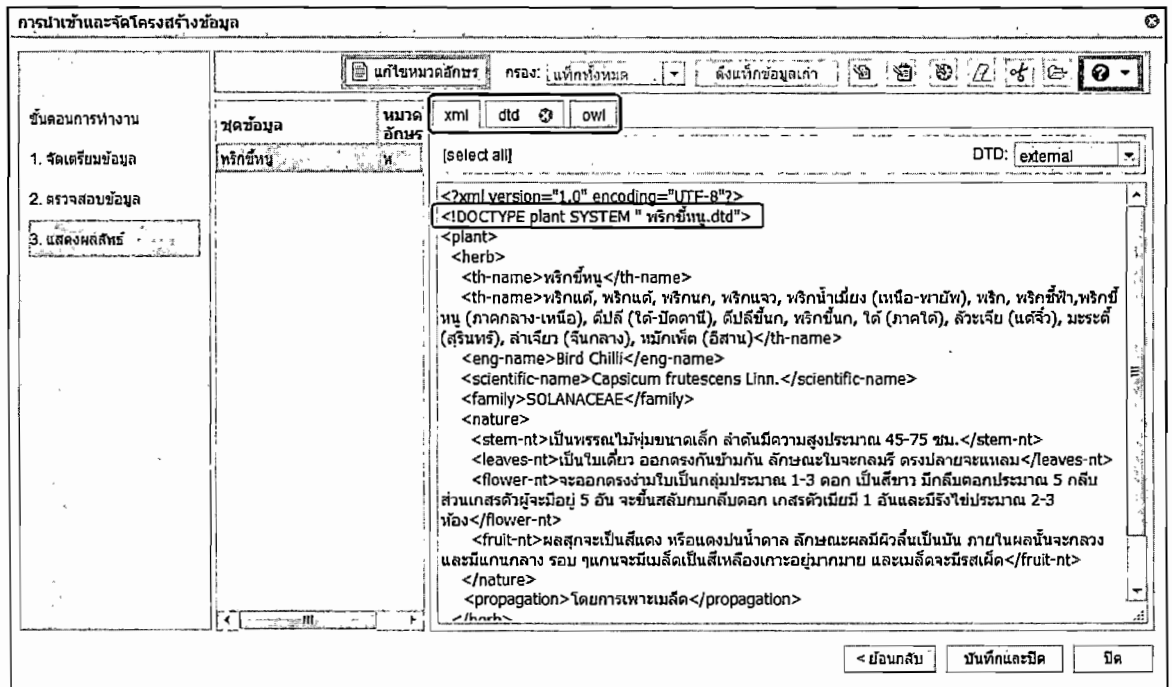 การนำเข้าและจัดโครงสร้างข้อมูล
แก้ไขหมวดอักษร กรอง: แท็กทั้งหมด ดึงแท็กข้อมูลเก่า
ขั้นตอนการทำงาน
1. จัดเตรียมข้อมูล
2. ตรวจสอบข้อมูล
3. แสดงผลลัพธ์
ชุดข้อมูล
หมวด
อักษร
พริกขี้หนู
xml dtd owl
[select all] DTD: external
<?xml version="1.0" encoding="UTF-8"?>
<!DOCTYPE plant SYSTEM " พริกขี้หนู.dtd">
<plant>
<herb>
<th-name>พริกขี้หนู</th-name>
<th-name>พริกแด้, พริกแต้, พริกนก, พริกแจว, พริกน้ำเมี่ยง (เหนือ-พายัพ), พริก, พริกชี้ฟ้า,พริกขี้
หนู (ภาคกลาง-เหนือ), ดีปลี (ใต้-ปัตตานี), ดีปลีขี้นก, พริกขี้นก, ใต้ (ภาคใต้), ลัวะเจีย (แต้จิ๋ว), มะระตี้
(สุรินทร์), ล่าเจียว (จีนกลาง), หมักเพ็ด (อีสาน)</th-name>
<eng-name>Bird Chilli</eng-name>
<scientific-name>Capsicum frutescens Linn.</scientific-name>
<family>SOLANACEAE</family>
<nature>
<stem-nt>เป็นพรรณไม้พุ่มขนาดเล็ก ลำต้นมีความสูงประมาณ 45-75 ซม.</stem-nt>
<leaves-nt>เป็นใบเดี่ยว ออกตรงกันข้ามกัน ลักษณะใบจะกลมรี ตรงปลายจะแหลม</leaves-nt>
<flower-nt>จะออกตรงง่ามใบเป็นกลุ่มประมาณ 1-3 ดอก เป็นสีขาว มีกลีบดอกประมาณ 5 กลีบ
ส่วนเกสรตัวผู้จะมีอยู่ 5 อัน จะขึ้นสลับกบกลีบดอก เกสรตัวเมียมี 1 อันและมีรังไข่ประมาณ 2-3
ห้อง</flower-nt>
<fruit-nt>ผลสุกจะเป็นสีแดง หรือแดงปนน้ำตาล ลักษณะผลมีผิวลื่นเป็นบัน ภายในผลนั้นจะกลวง
และมีแกนกลาง รอบ ๆแกนจะมีเมล็ดเป็นสีเหลืองเกาะอยู่มากมาย และเมล็ดจะมีรสเผ็ด</fruit-nt>
</nature>
<propagation>โดยการเพาะเมล็ด</propagation>
</herb>
< ย้อนกลับ บันทึกและปิด ปิด